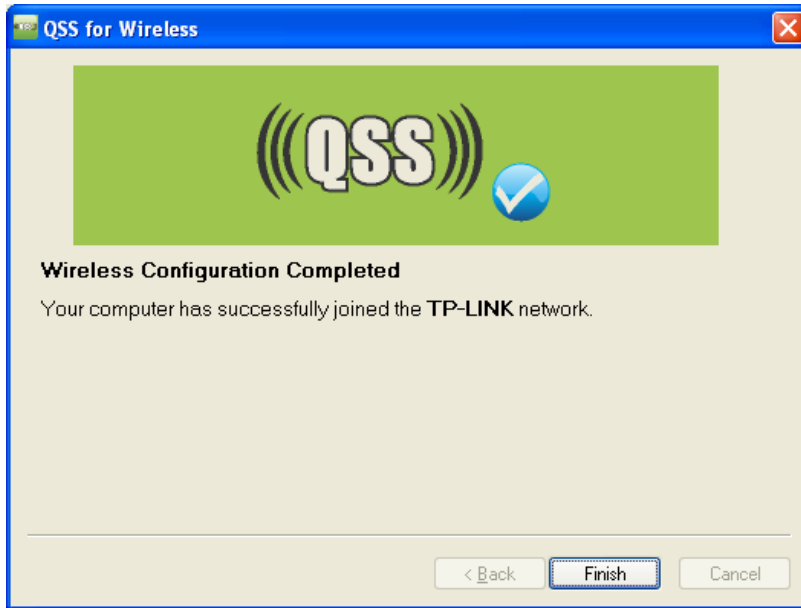 QSS for Wireless
(((QSS)))
Wireless Configuration Completed
Your computer has successfully joined the TP-LINK network.
< Back
Finish
Cancel